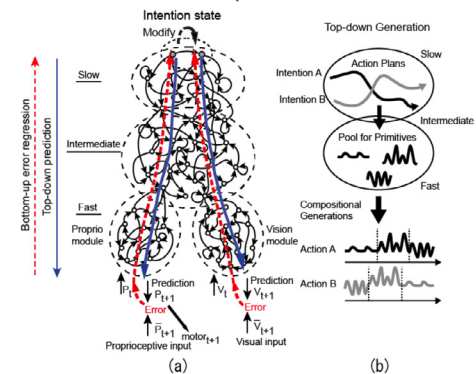 Intention state
Modify
Slow
Intermediate
Fast
Proprio
module
Vision
module
Bottom-up error regression
Top-down prediction
Pt
Prediction
Pt+1
Error
P̅t+1
motort+1
Proprioceptive input
Vt
Prediction
Vt+1
Error
V̅t+1
Visual input
(a)
Top-down Generation
Slow
Action Plans
Intention A
Intention B
Intermediate
Pool for Primitives
Fast
Compositional
Generations
Action A
Action B
(b)